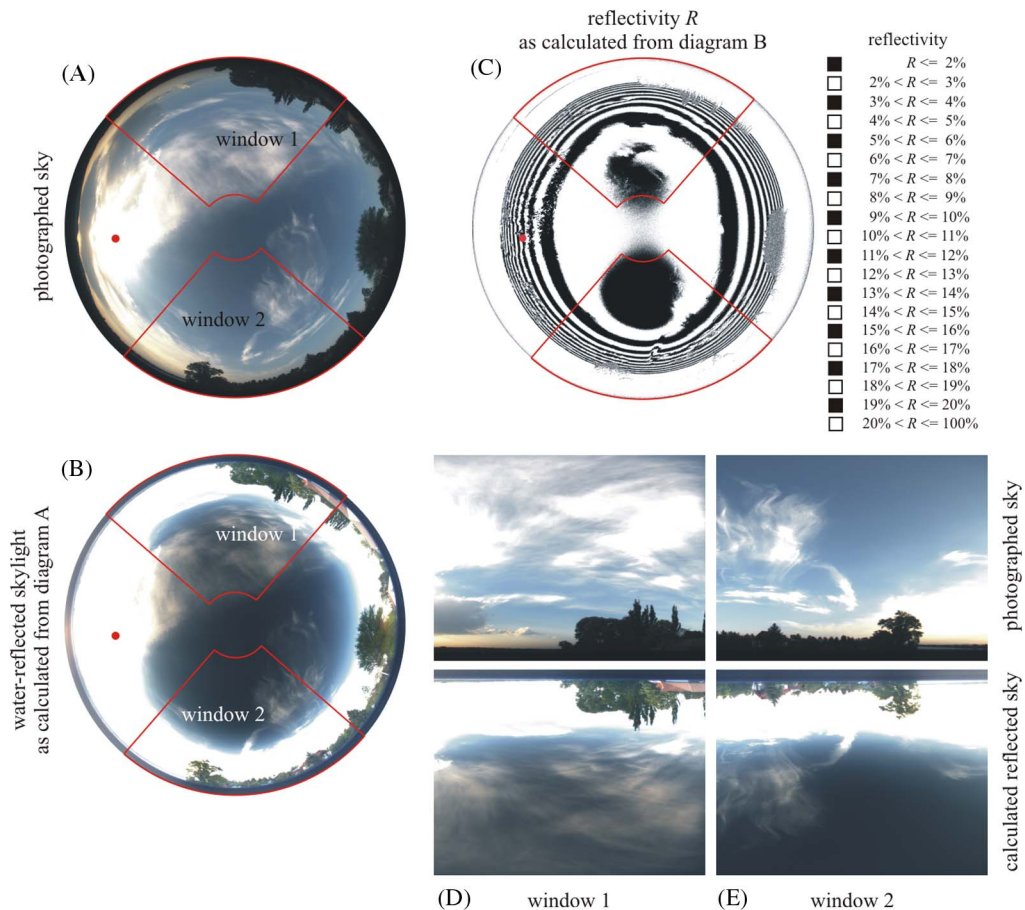 reflectivity R
as calculated from diagram B
(A)
photographed sky
window 1
window 2
(C)
reflectivity
R <= 2%
2% < R <= 3%
3% < R <= 4%
4% < R <= 5%
5% < R <= 6%
6% < R <= 7%
7% < R <= 8%
8% < R <= 9%
9% < R <= 10%
10% < R <= 11%
11% < R <= 12%
12% < R <= 13%
13% < R <= 14%
14% < R <= 15%
15% < R <= 16%
16% < R <= 17%
17% < R <= 18%
18% < R <= 19%
19% < R <= 20%
20% < R <= 100%
(B)
water-reflected skylight
as calculated from diagram A
window 1
window 2
photographed sky
calculated reflected sky
(D)
window 1
(E)
window 2